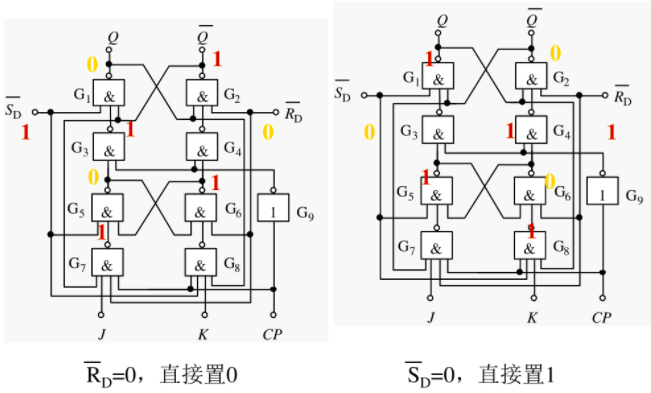 Q Q̅ Q Q̅
0 1 1 0
G1 & & G2 G1 & & G2
S̅D R̅D S̅D R̅D
1 0 0 1
G3 & 1 & G4 G3 & 1 & G4
0 1 1 0
G5 & & G6 1 G9 G5 & & G6 1 G9
1 1
G7 & & G8 G7 & & G8
J K CP J K CP
R̅D=0，直接置0 S̅D=0，直接置1